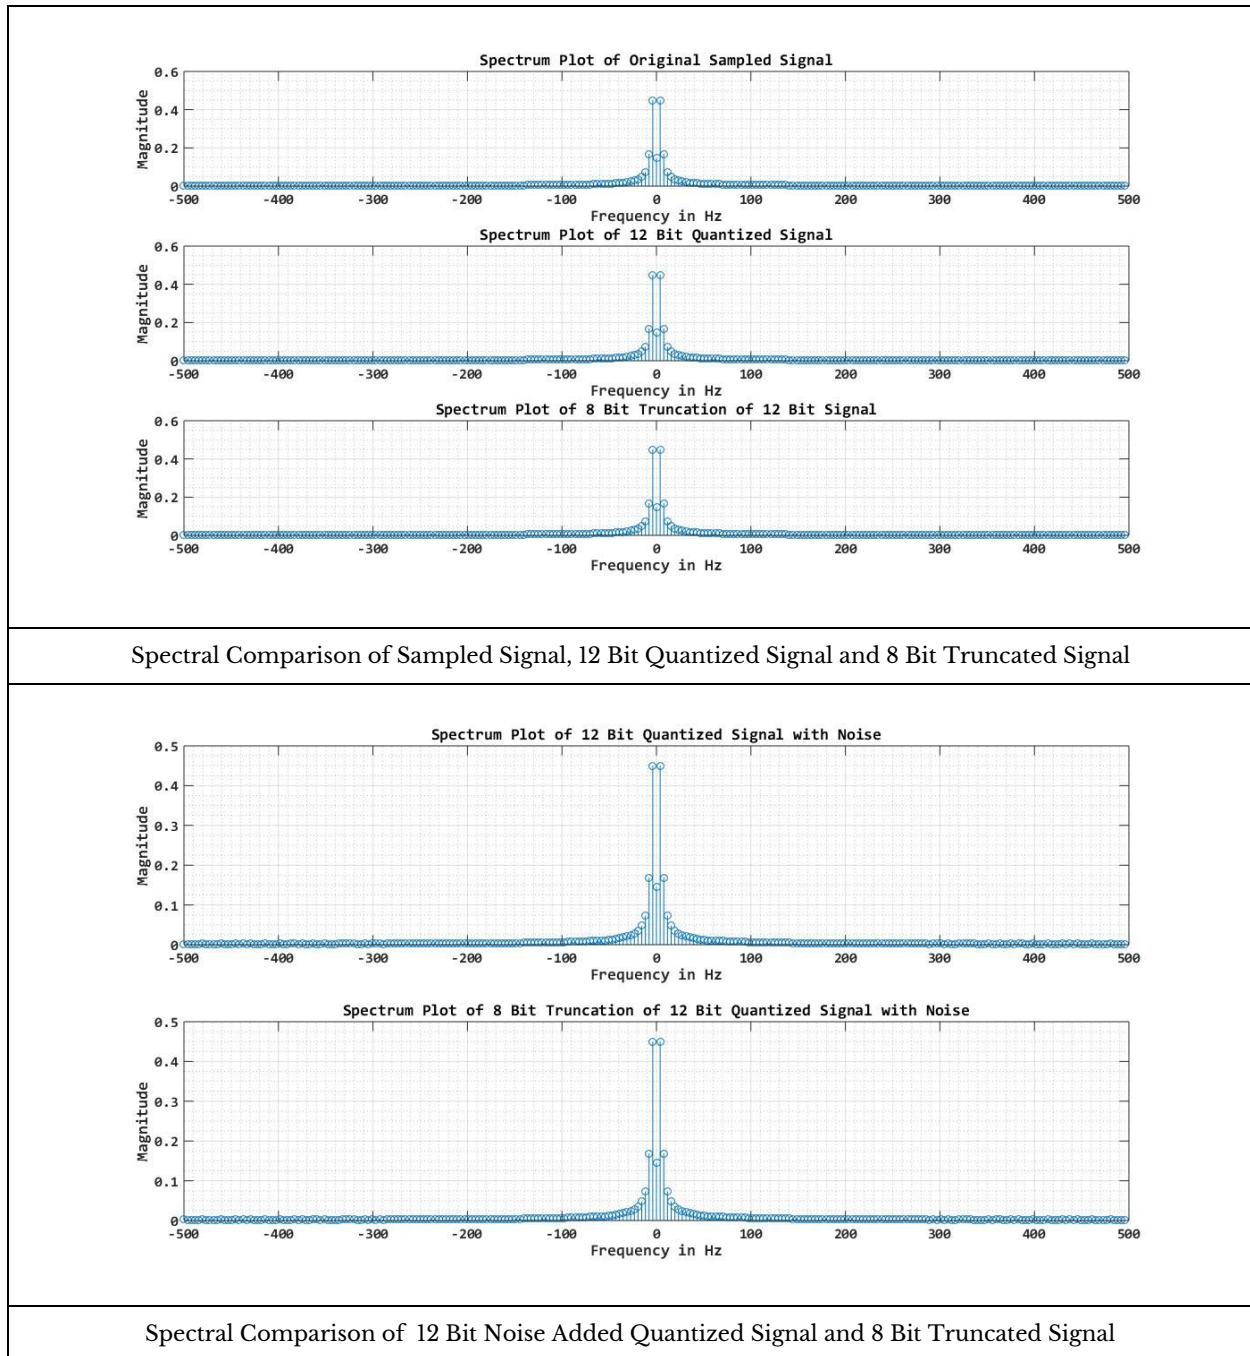 Spectrum Plot of Original Sampled Signal
Magnitude
0.6
0.4
0.2
0
-500 -400 -300 -200 -100 0 100 200 300 400 500
Frequency in Hz
Spectrum Plot of 12 Bit Quantized Signal
Magnitude
0.6
0.4
0.2
0
-500 -400 -300 -200 -100 0 100 200 300 400 500
Frequency in Hz
Spectrum Plot of 8 Bit Truncation of 12 Bit Signal
Magnitude
0.6
0.4
0.2
0
-500 -400 -300 -200 -100 0 100 200 300 400 500
Frequency in Hz
Spectral Comparison of Sampled Signal, 12 Bit Quantized Signal and 8 Bit Truncated Signal
Spectrum Plot of 12 Bit Quantized Signal with Noise
Magnitude
0.5
0.4
0.3
0.2
0.1
0
-500 -400 -300 -200 -100 0 100 200 300 400 500
Frequency in Hz
Spectrum Plot of 8 Bit Truncation of 12 Bit Quantized Signal with Noise
Magnitude
0.5
0.4
0.3
0.2
0.1
0
-500 -400 -300 -200 -100 0 100 200 300 400 500
Frequency in Hz
Spectral Comparison of 12 Bit Noise Added Quantized Signal and 8 Bit Truncated Signal